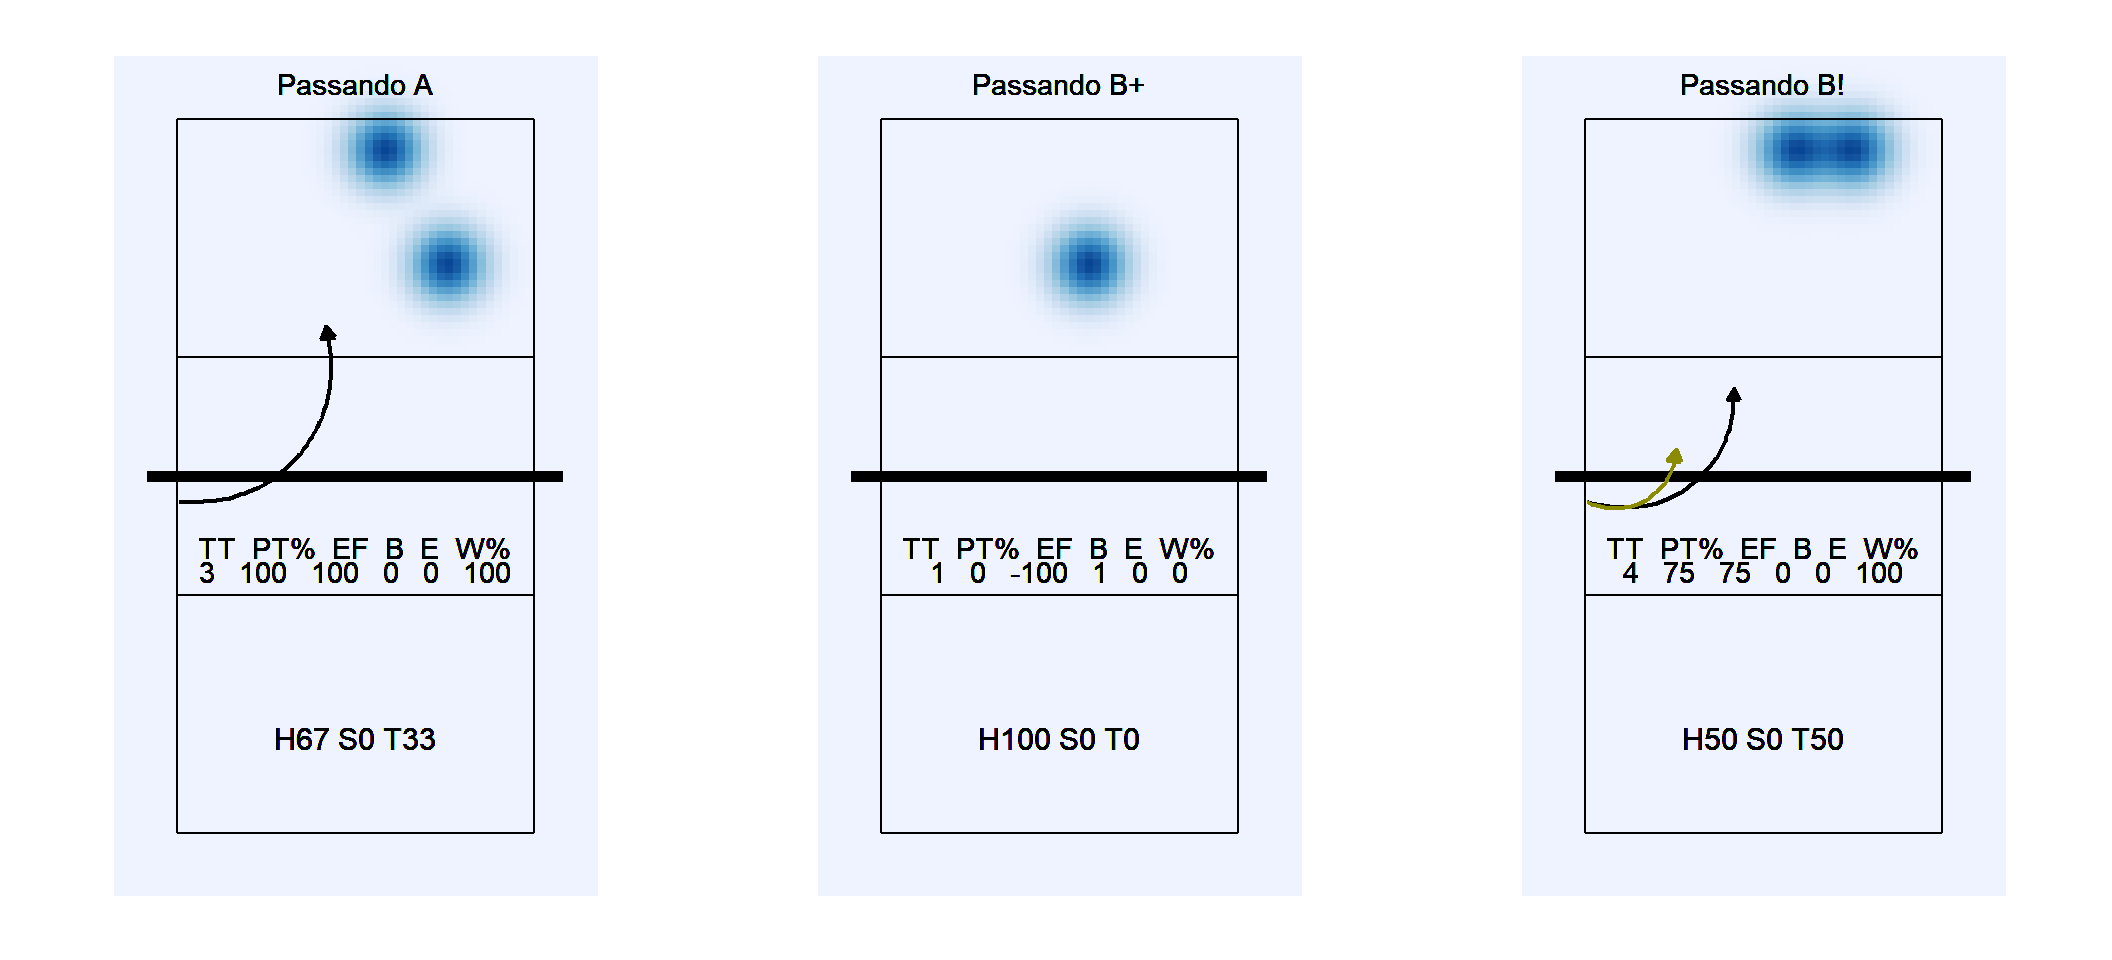 Passando A
TT PT% EF B E W%
3 100 100 0 0 100
H67 S0 T33
Passando B+
TT PT% EF B E W%
1 0 -100 1 0 0
H100 S0 T0
Passando B!
TT PT% EF B E W%
4 75 75 0 0 100
H50 S0 T50